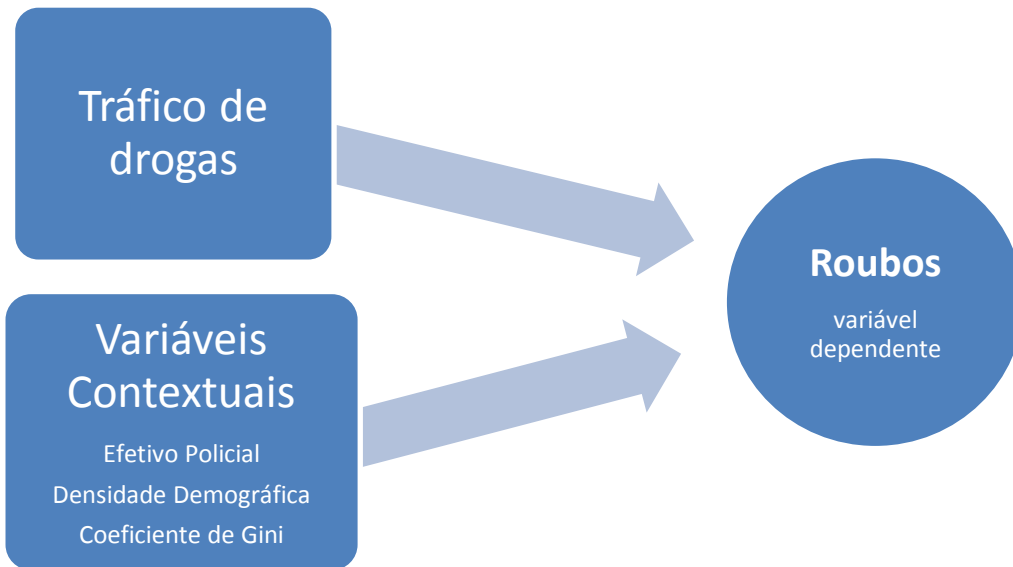 Tráfico de
drogas
Variáveis
Contextuais
Efetivo Policial
Densidade Demográfica
Coeficiente de Gini
Roubos
variável
dependente